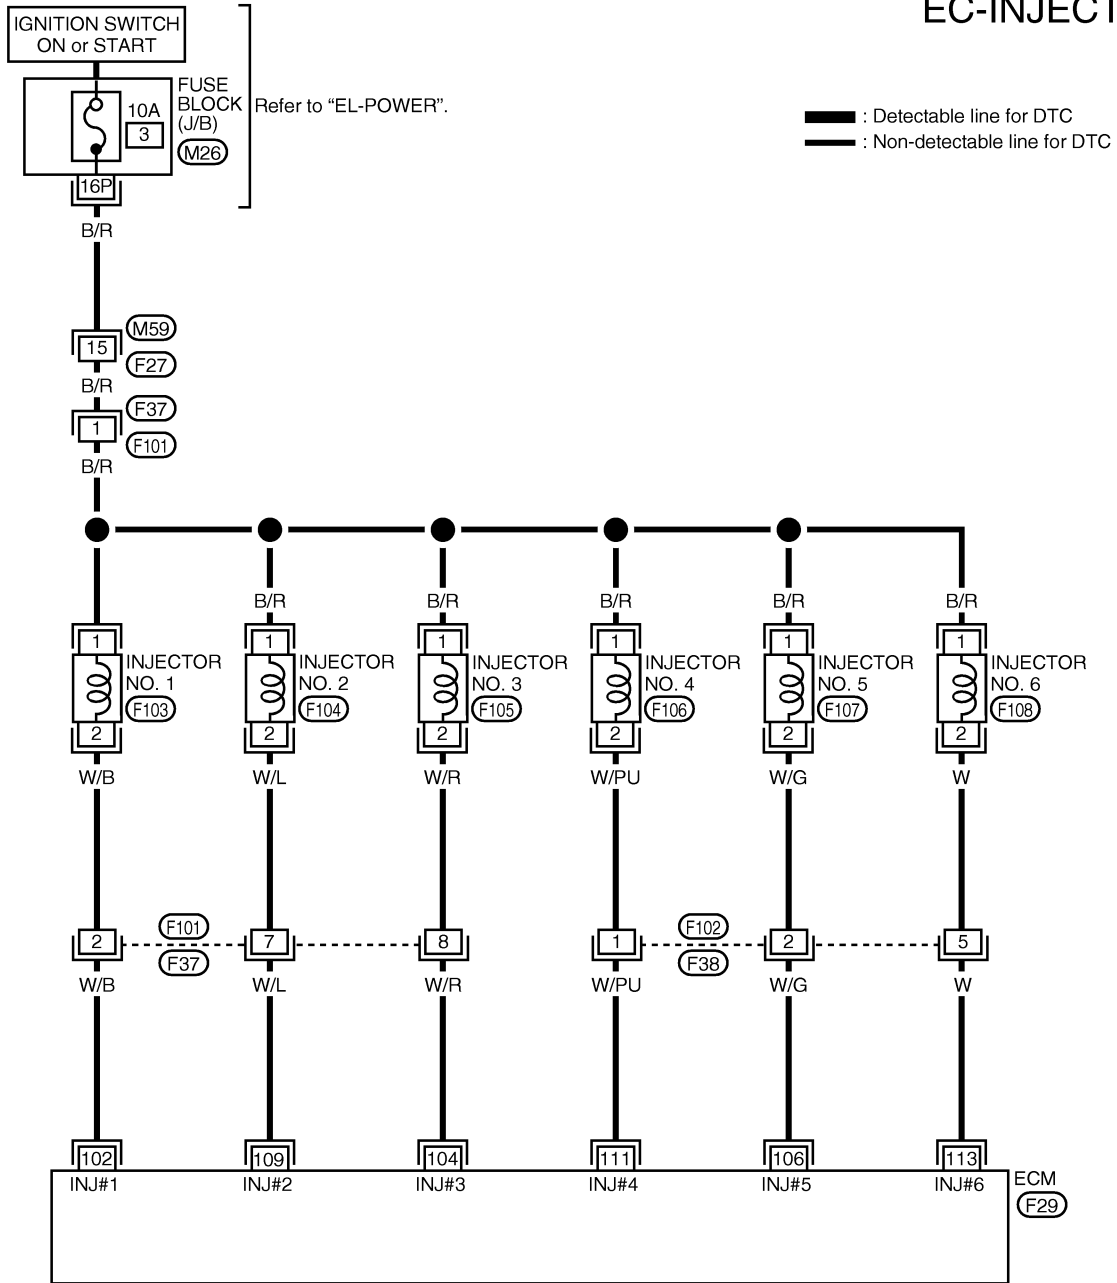 EC-INJECT
IGNITION SWITCH
ON or START
FUSE
BLOCK
(J/B)
M26
10A
3
Refer to “EL-POWER”.
: Detectable line for DTC
: Non-detectable line for DTC
16P
B/R
M59
15
F27
B/R
F37
1
F101
B/R
B/R B/R B/R B/R B/R
1 1 1 1 1 1
INJECTOR INJECTOR INJECTOR INJECTOR INJECTOR INJECTOR
NO. 1 NO. 2 NO. 3 NO. 4 NO. 5 NO. 6
F103 F104 F105 F106 F107 F108
2 2 2 2 2 2
W/B W/L W/R W/PU W/G W
F101 F102
2 7 8 1 2 5
F37 F38
W/B W/L W/R W/PU W/G W
102 109 104 111 106 113
INJ#1 INJ#2 INJ#3 INJ#4 INJ#5 INJ#6
ECM
F29